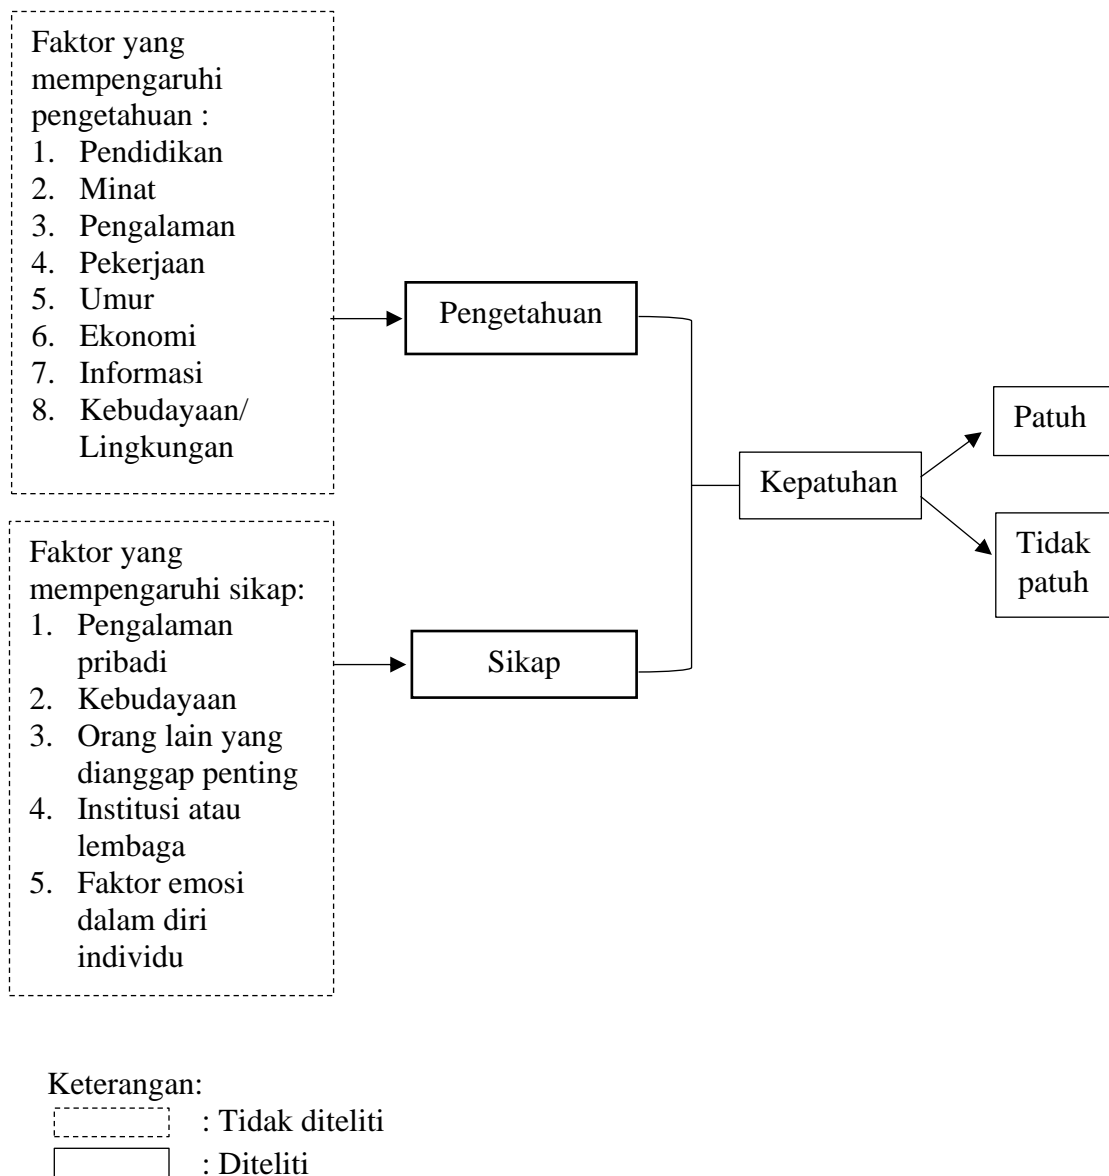 Faktor yang
mempengaruhi
pengetahuan :
1. Pendidikan
2. Minat
3. Pengalaman
4. Pekerjaan
5. Umur
6. Ekonomi
7. Informasi
8. Kebudayaan/
Lingkungan
Pengetahuan
Faktor yang
mempengaruhi sikap:
1. Pengalaman
pribadi
2. Kebudayaan
3. Orang lain yang
dianggap penting
4. Institusi atau
lembaga
5. Faktor emosi
dalam diri
individu
Sikap
Kepatuhan
Patuh
Tidak
patuh
Keterangan:
: Tidak diteliti
: Diteliti